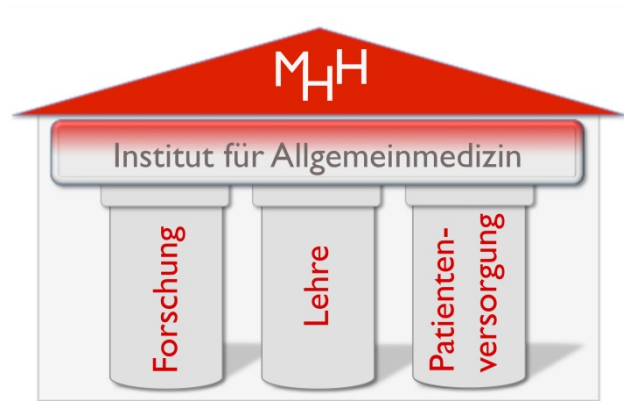 MHH
Institut für Allgemeinmedizin
Forschung
Lehre
Patienten-
versorgung